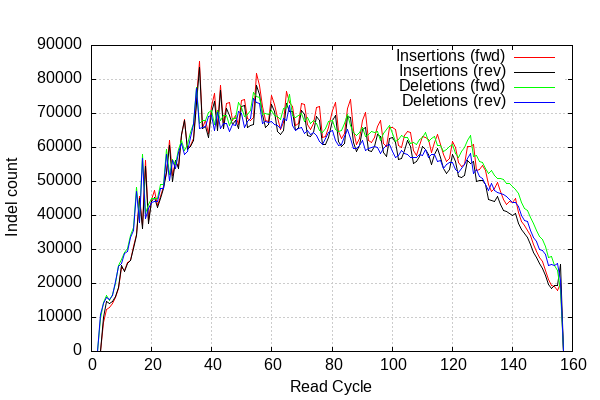 90000
80000
70000
60000
50000
40000
30000
20000
10000
0
Indel count
Insertions (fwd)
Insertions (rev)
Deletions (fwd)
Deletions (rev)
0 20 40 60 80 100 120 140 160
Read Cycle